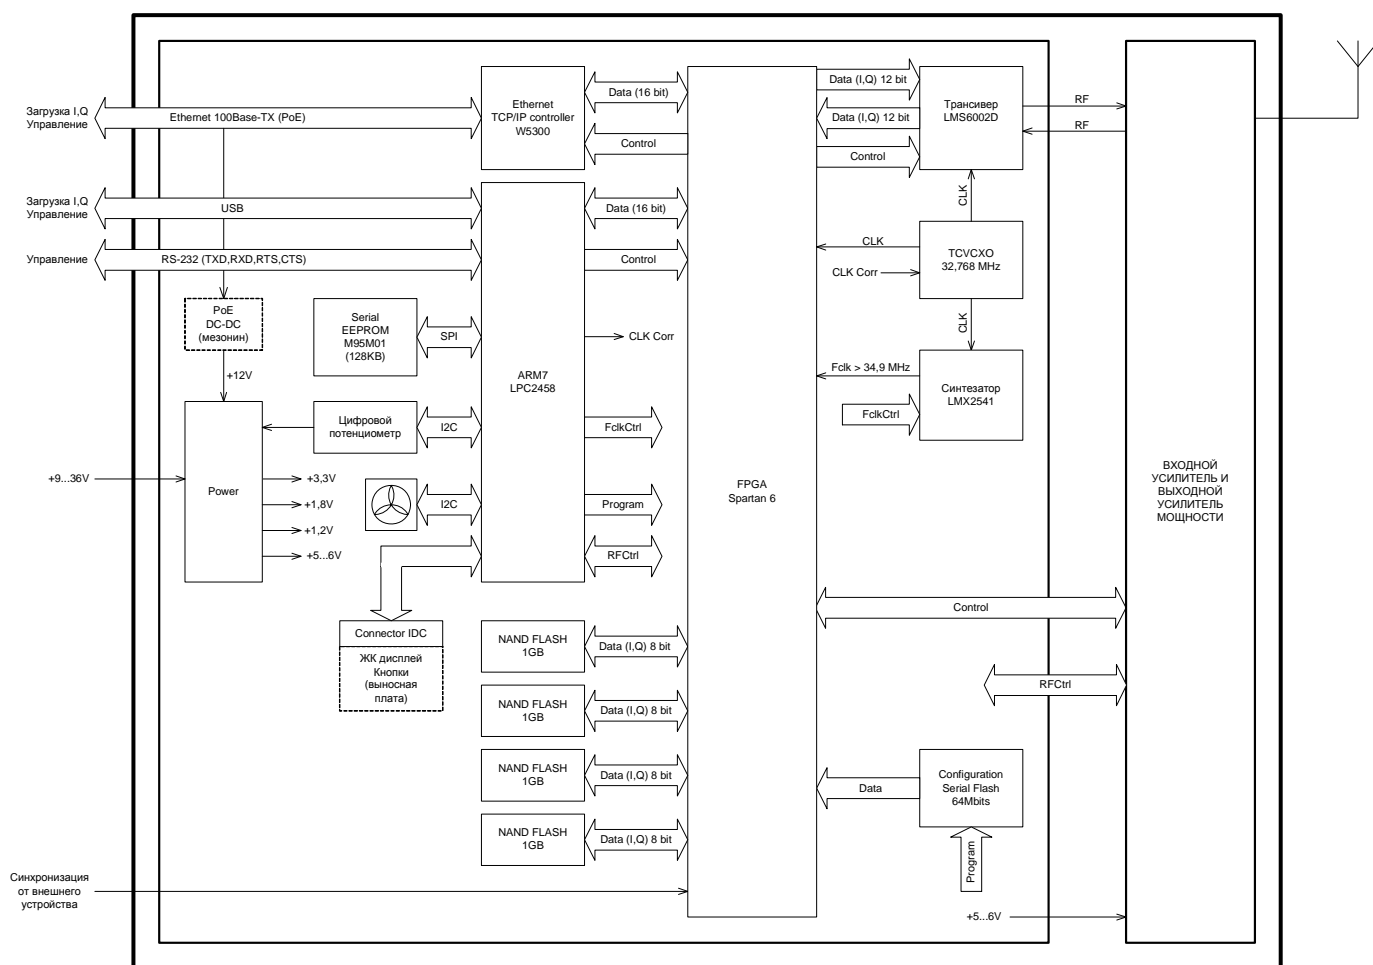 Загрузка I,Q
Управление
Ethernet 100Base-TX (PoE)
Ethernet
TCP/IP controller
W5300
Data (16 bit)
Control
Data (I,Q) 12 bit
Data (I,Q) 12 bit
Control
Трансивер
LMS6002D
RF
RF
Загрузка I,Q
Управление
USB
Data (16 bit)
CLK
Управление
RS-232 (TXD,RXD,RTS,CTS)
Control
CLK
CLK Corr
TCVCXO
32,768 MHz
CLK
PoE
DC-DC
(мезонин)
+12V
Serial
EEPROM
M95M01
(128KB)
SPI
ARM7
LPC2458
CLK Corr
Fclk > 34,9 MHz
Синтезатор
LMX2541
FclkCtrl
Цифровой
потенциометр
I2C
FclkCtrl
+9...36V
Power
+3,3V
+1,8V
+1,2V
+5...6V
I2C
Program
RFCtrl
FPGA
Spartan 6
ВХОДНОЙ
УСИЛИТЕЛЬ И
ВЫХОДНОЙ
УСИЛИТЕЛЬ
МОЩНОСТИ
Control
Connector IDC
ЖК дисплей
Кнопки
(выносная
плата)
NAND FLASH
1GB
Data (I,Q) 8 bit
RFCtrl
NAND FLASH
1GB
Data (I,Q) 8 bit
NAND FLASH
1GB
Data (I,Q) 8 bit
Data
Configuration
Serial Flash
64Mbits
NAND FLASH
1GB
Data (I,Q) 8 bit
Program
Синхронизация
от внешнего
устройства
+5...6V